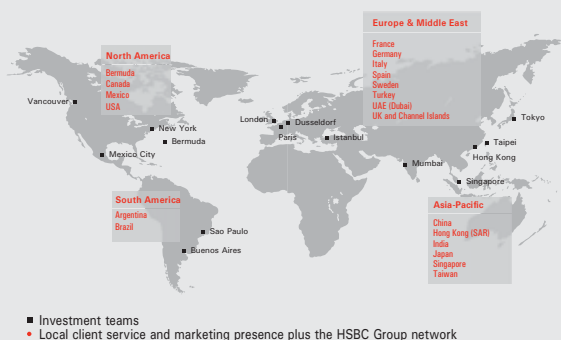 Europe & Middle East
France
Germany
Italy
Spain
Sweden
Turkey
UAE (Dubai)
UK and Channel Islands
North America
Bermuda
Canada
Mexico
USA
Vancouver
New York
Bermuda
Mexico City
London
Dusseldorf
Paris
Istanbul
Tokyo
Taipei
Hong Kong
Mumbai
Singapore
South America
Argentina
Brazil
Sao Paulo
Buenos Aires
Asia-Pacific
China
Hong Kong (SAR)
India
Japan
Singapore
Taiwan
Investment teams
Local client service and marketing presence plus the HSBC Group network